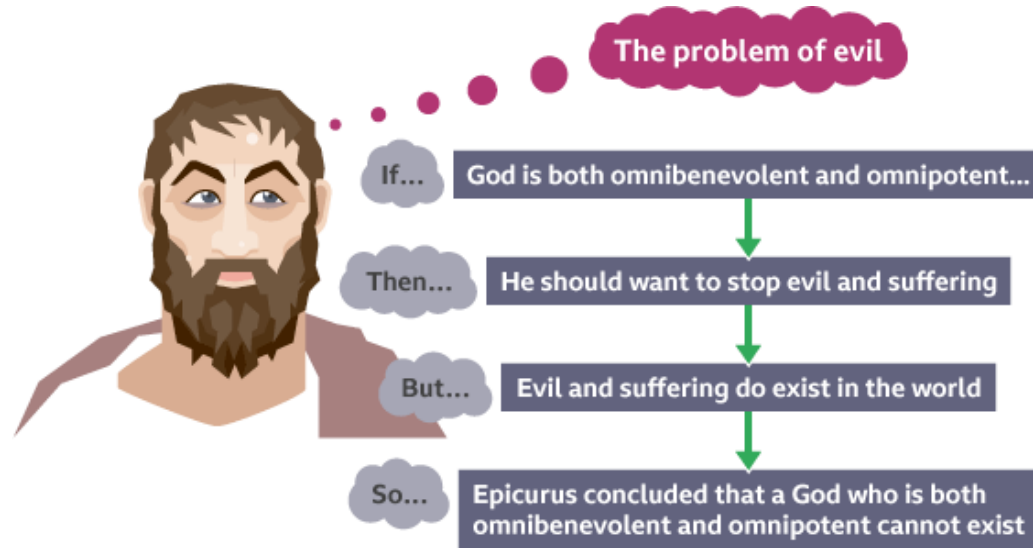 The problem of evil
If...
God is both omnibenevolent and omnipotent...
Then...
He should want to stop evil and suffering
But...
Evil and suffering do exist in the world
So...
Epicurus concluded that a God who is both
omnibenevolent and omnipotent cannot exist